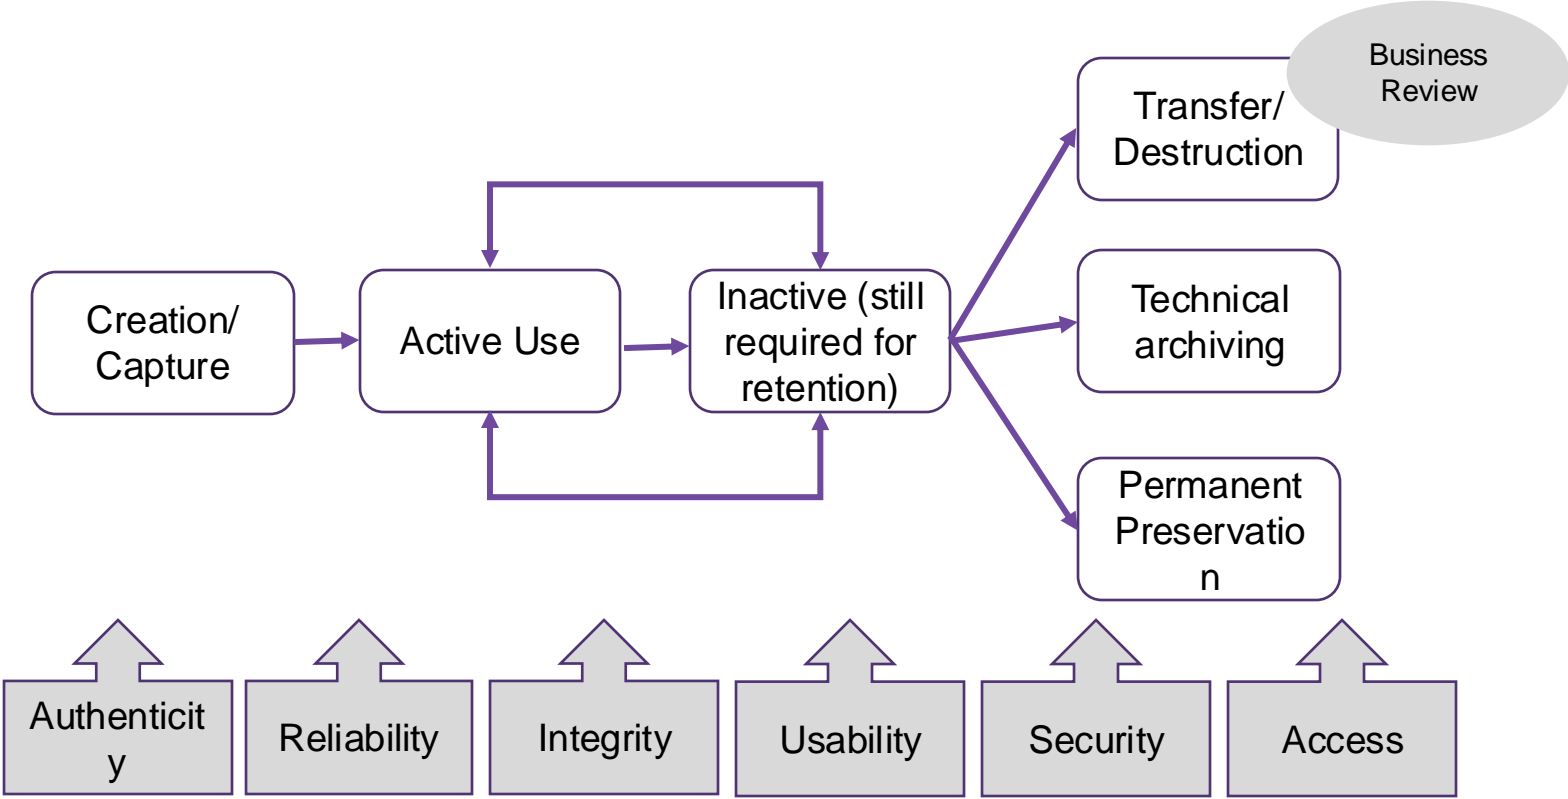 Business
Review
Transfer/
Destruction
Creation/
Capture
Active Use
Inactive (still
required for
retention)
Technical
archiving
Permanent
Preservatio
n
Authenticit
y
Reliability
Integrity
Usability
Security
Access